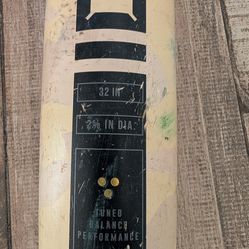 32 IN
2⅝ IN DIA.
TUNED
BALANCE
PERFORMANCE